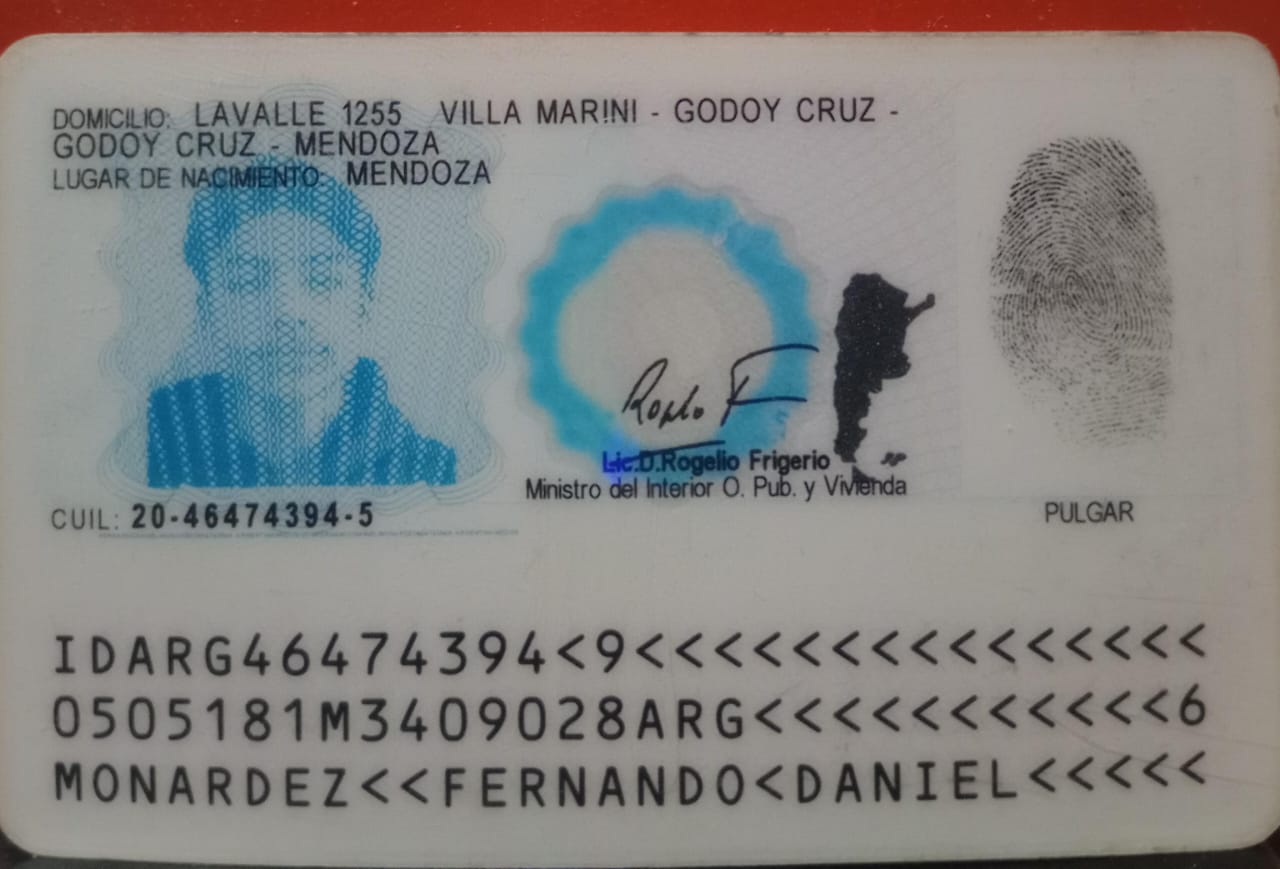 DOMICILIO: LAVALLE 1255 VILLA MARINI - GODOY CRUZ -
GODOY CRUZ - MENDOZA
LUGAR DE NACIMIENTO: MENDOZA
Lic.D.Rogelio Frigerio
Ministro del Interior O. Pub. y Vivienda
CUIL: 20-46474394-5
PULGAR
IDARG46474394<9<<<<<<<<<<<<<<<
0505181M3409028ARG<<<<<<<<<<<6
MONARDEZ<<FERNANDO<DANIEL<<<<<